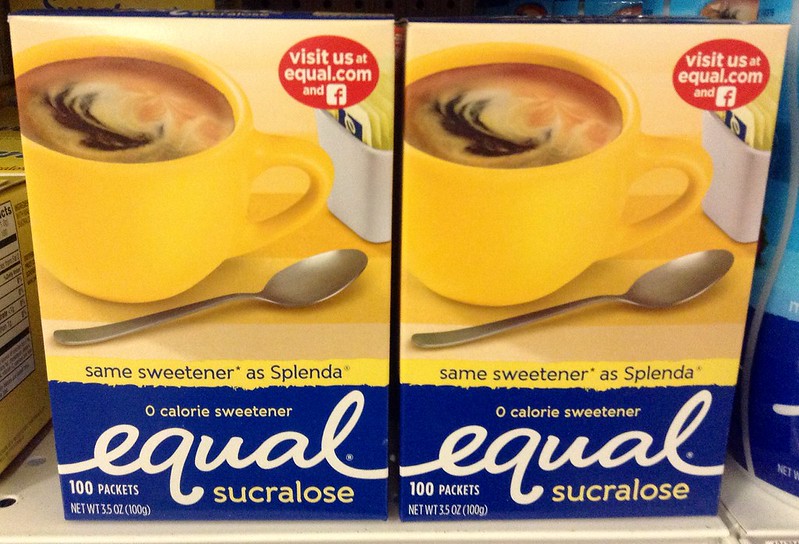 visit us at
equal.com
and f
same sweetener* as Splenda®
0 calorie sweetener
equal®
sucralose
100 PACKETS
NET WT 3.5 OZ (100g)
visit us at
equal.com
and f
same sweetener* as Splenda®
0 calorie sweetener
equal®
sucralose
100 PACKETS
NET WT 3.5 OZ (100g)
NET W